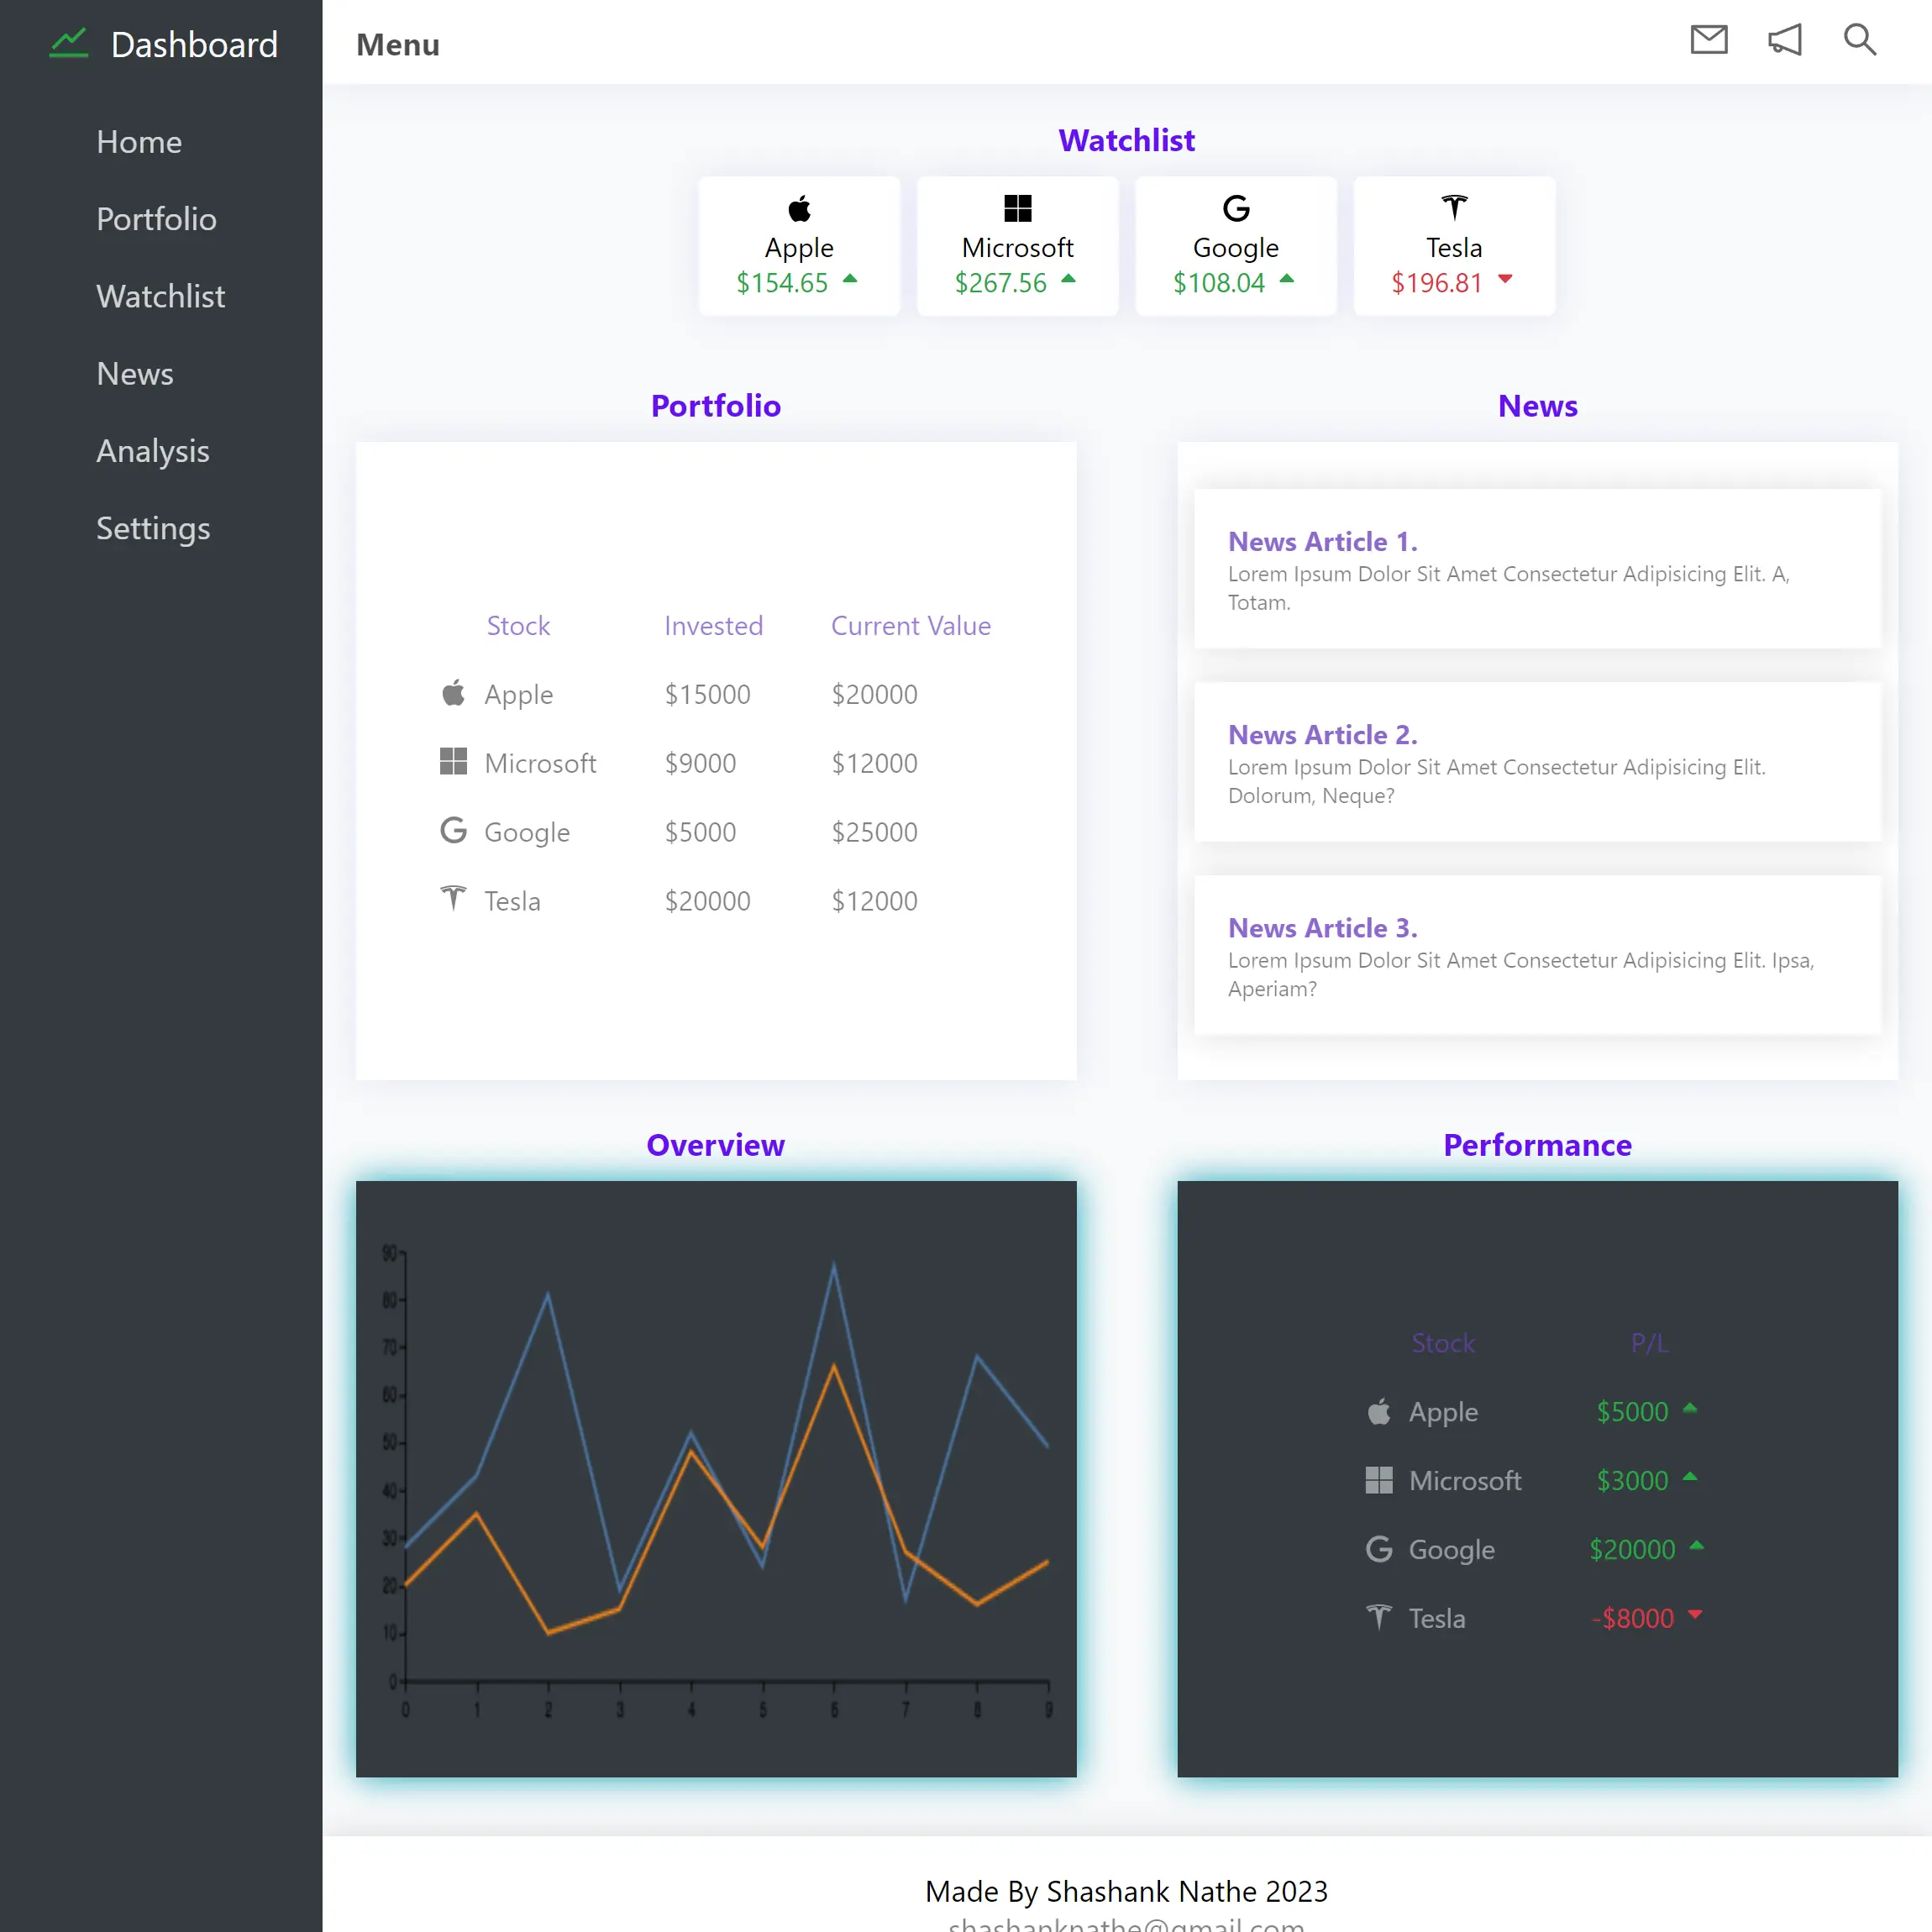 Dashboard
Home
Portfolio
Watchlist
News
Analysis
Settings
Menu
Watchlist
Apple
$154.65
Microsoft
$267.56
Google
$108.04
Tesla
$196.81
Portfolio
Stock Invested Current Value
Apple $15000 $20000
Microsoft $9000 $12000
Google $5000 $25000
Tesla $20000 $12000
News
News Article 1.
Lorem Ipsum Dolor Sit Amet Consectetur Adipisicing Elit. A,
Totam.
News Article 2.
Lorem Ipsum Dolor Sit Amet Consectetur Adipisicing Elit.
Dolorum, Neque?
News Article 3.
Lorem Ipsum Dolor Sit Amet Consectetur Adipisicing Elit. Ipsa,
Aperiam?
Overview
90
80
70
60
50
40
30
20
10
0
0 1 2 3 4 5 6 7 8 9
Performance
Stock P/L
Apple $5000
Microsoft $3000
Google $20000
Tesla -$8000
Made By Shashank Nathe 2023
shashanknathe@gmail.com